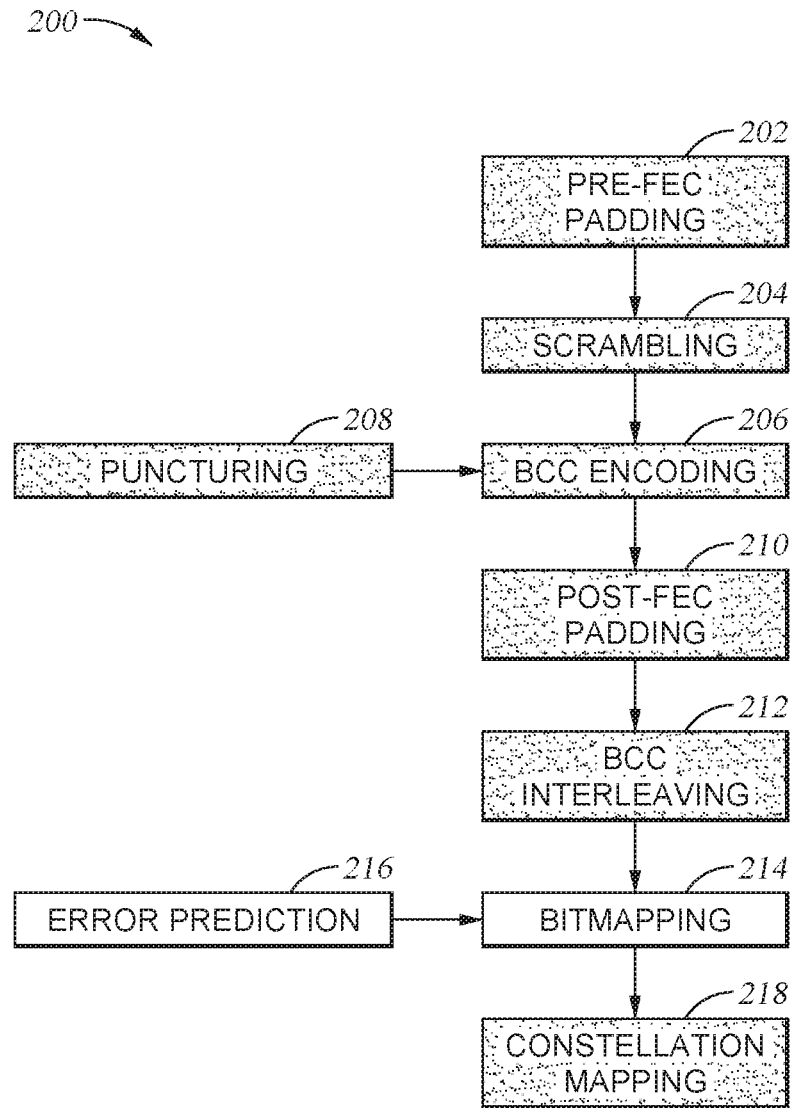 200
202
PRE-FEC
PADDING
204
SCRAMBLING
208
PUNCTURING
206
BCC ENCODING
210
POST-FEC
PADDING
212
BCC
INTERLEAVING
216
ERROR PREDICTION
214
BITMAPPING
218
CONSTELLATION
MAPPING